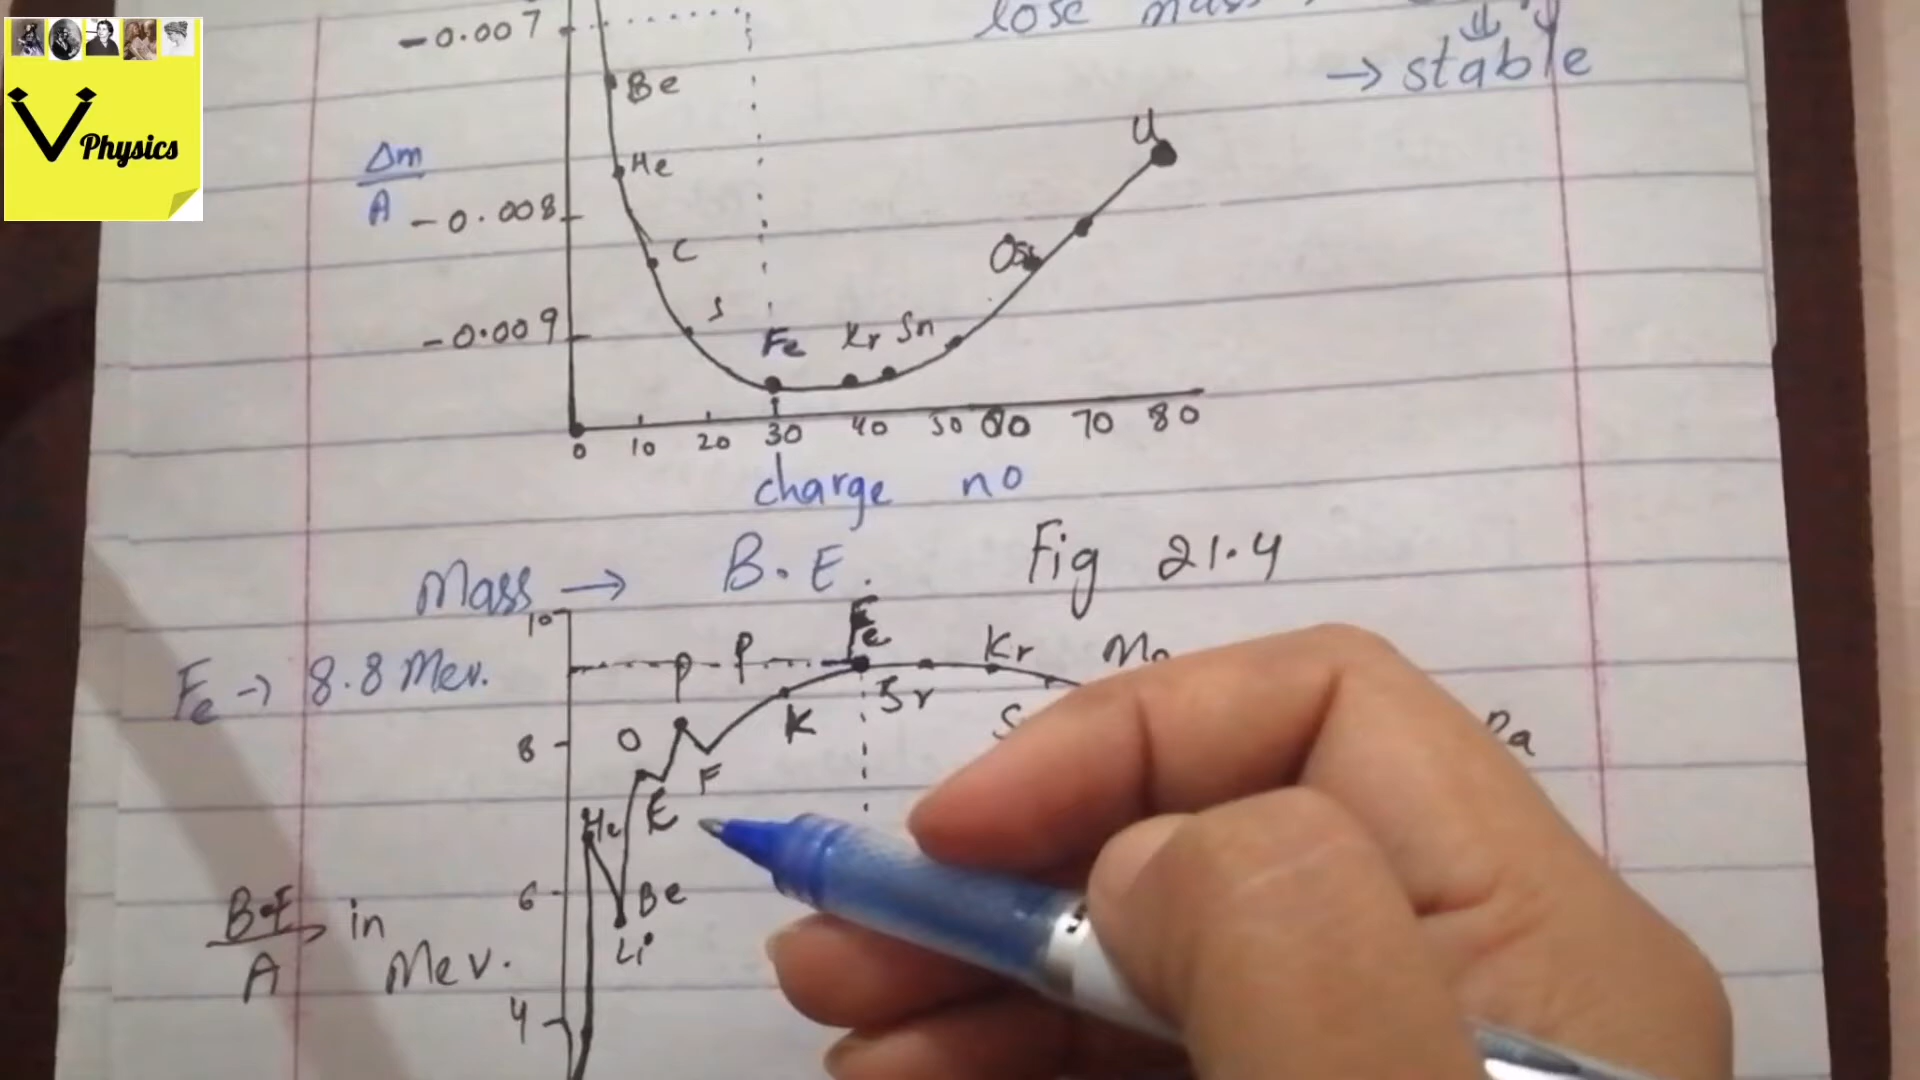 Physics
lose
→ stable
-0.007
Be
U
Δm
A
He
-0.008
C
Os
S
-0.009
Fe Kr Sn
0 10 20 30 40 50 60 70 80
charge no
Mass → B.E. Fig 21.4
10
Fe
P P
Kr
Fe → 8.8 Mev.
Sr
K
O
8
F
He
E
B.E in
A Mev.
6
Be
Li
4